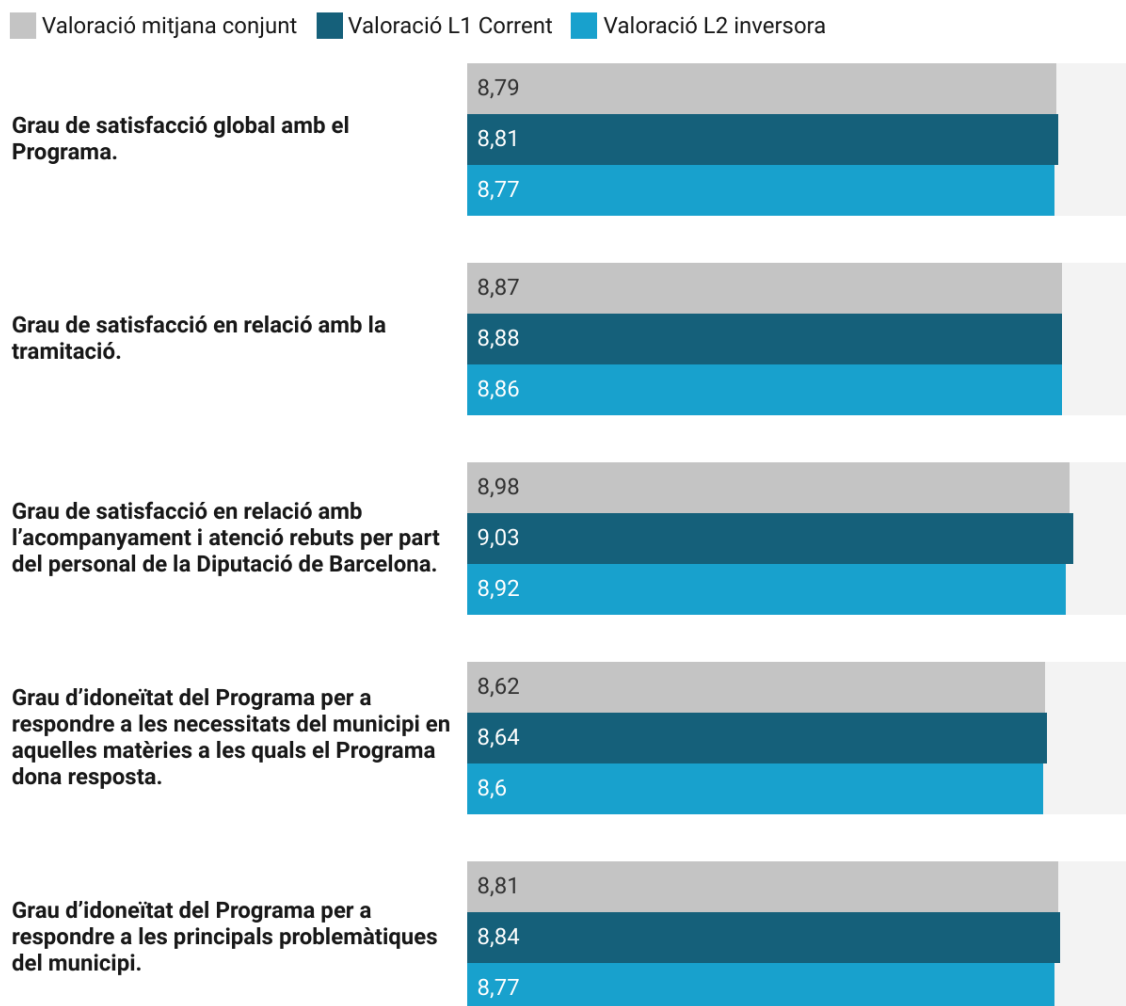 Valoració mitjana conjunt Valoració L1 Corrent Valoració L2 inversora
Grau de satisfacció global amb el
Programa.
8,79
8,81
8,77
Grau de satisfacció en relació amb la
tramitació.
8,87
8,88
8,86
Grau de satisfacció en relació amb
l’acompanyament i atenció rebuts per part
del personal de la Diputació de Barcelona.
8,98
9,03
8,92
Grau d’idoneïtat del Programa per a
respondre a les necessitats del municipi en
aquelles matèries a les quals el Programa
dona resposta.
8,62
8,64
8,6
Grau d’idoneïtat del Programa per a
respondre a les principals problemàtiques
del municipi.
8,81
8,84
8,77